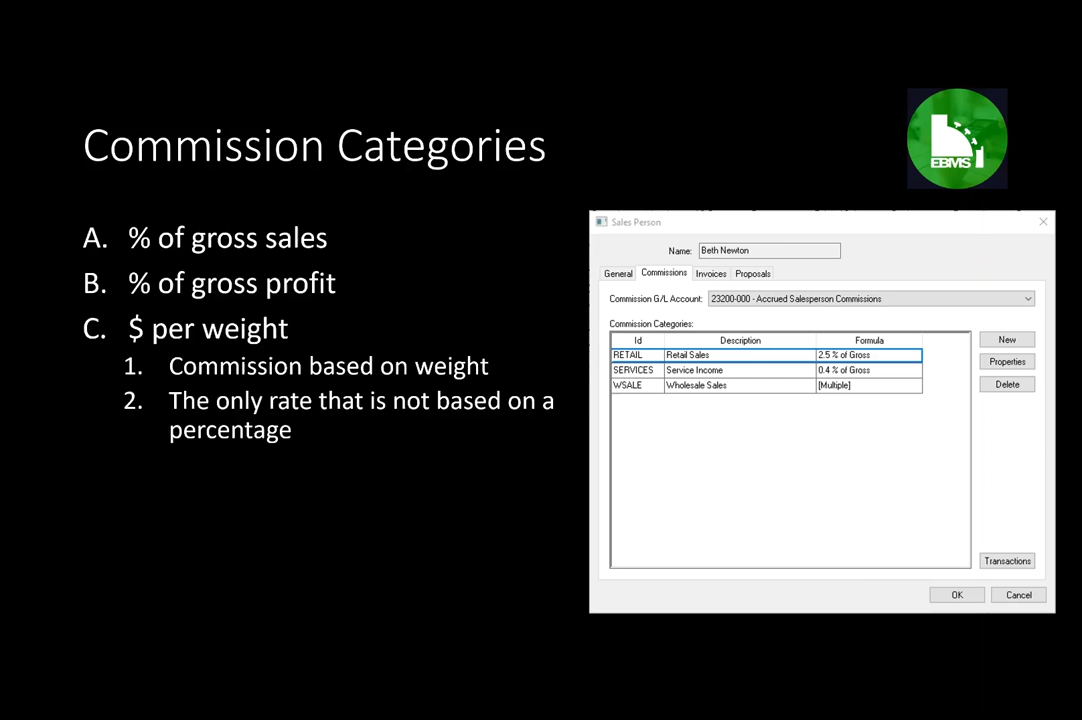 Commission Categories
EBMS
A. % of gross sales
B. % of gross profit
C. $ per weight
1. Commission based on weight
2. The only rate that is not based on a
percentage
Sales Person
Name: Beth Newton
General Commissions Invoices Proposals
Commission G/L Account: 23200-000 - Accrued Salesperson Commissions
Commission Categories:
Id Description Formula
RETAIL Retail Sales 2.5 % of Gross
SERVICES Service Income 0.4 % of Gross
WSALE Wholesale Sales [Multiple]
New
Properties
Delete
Transactions
OK Cancel